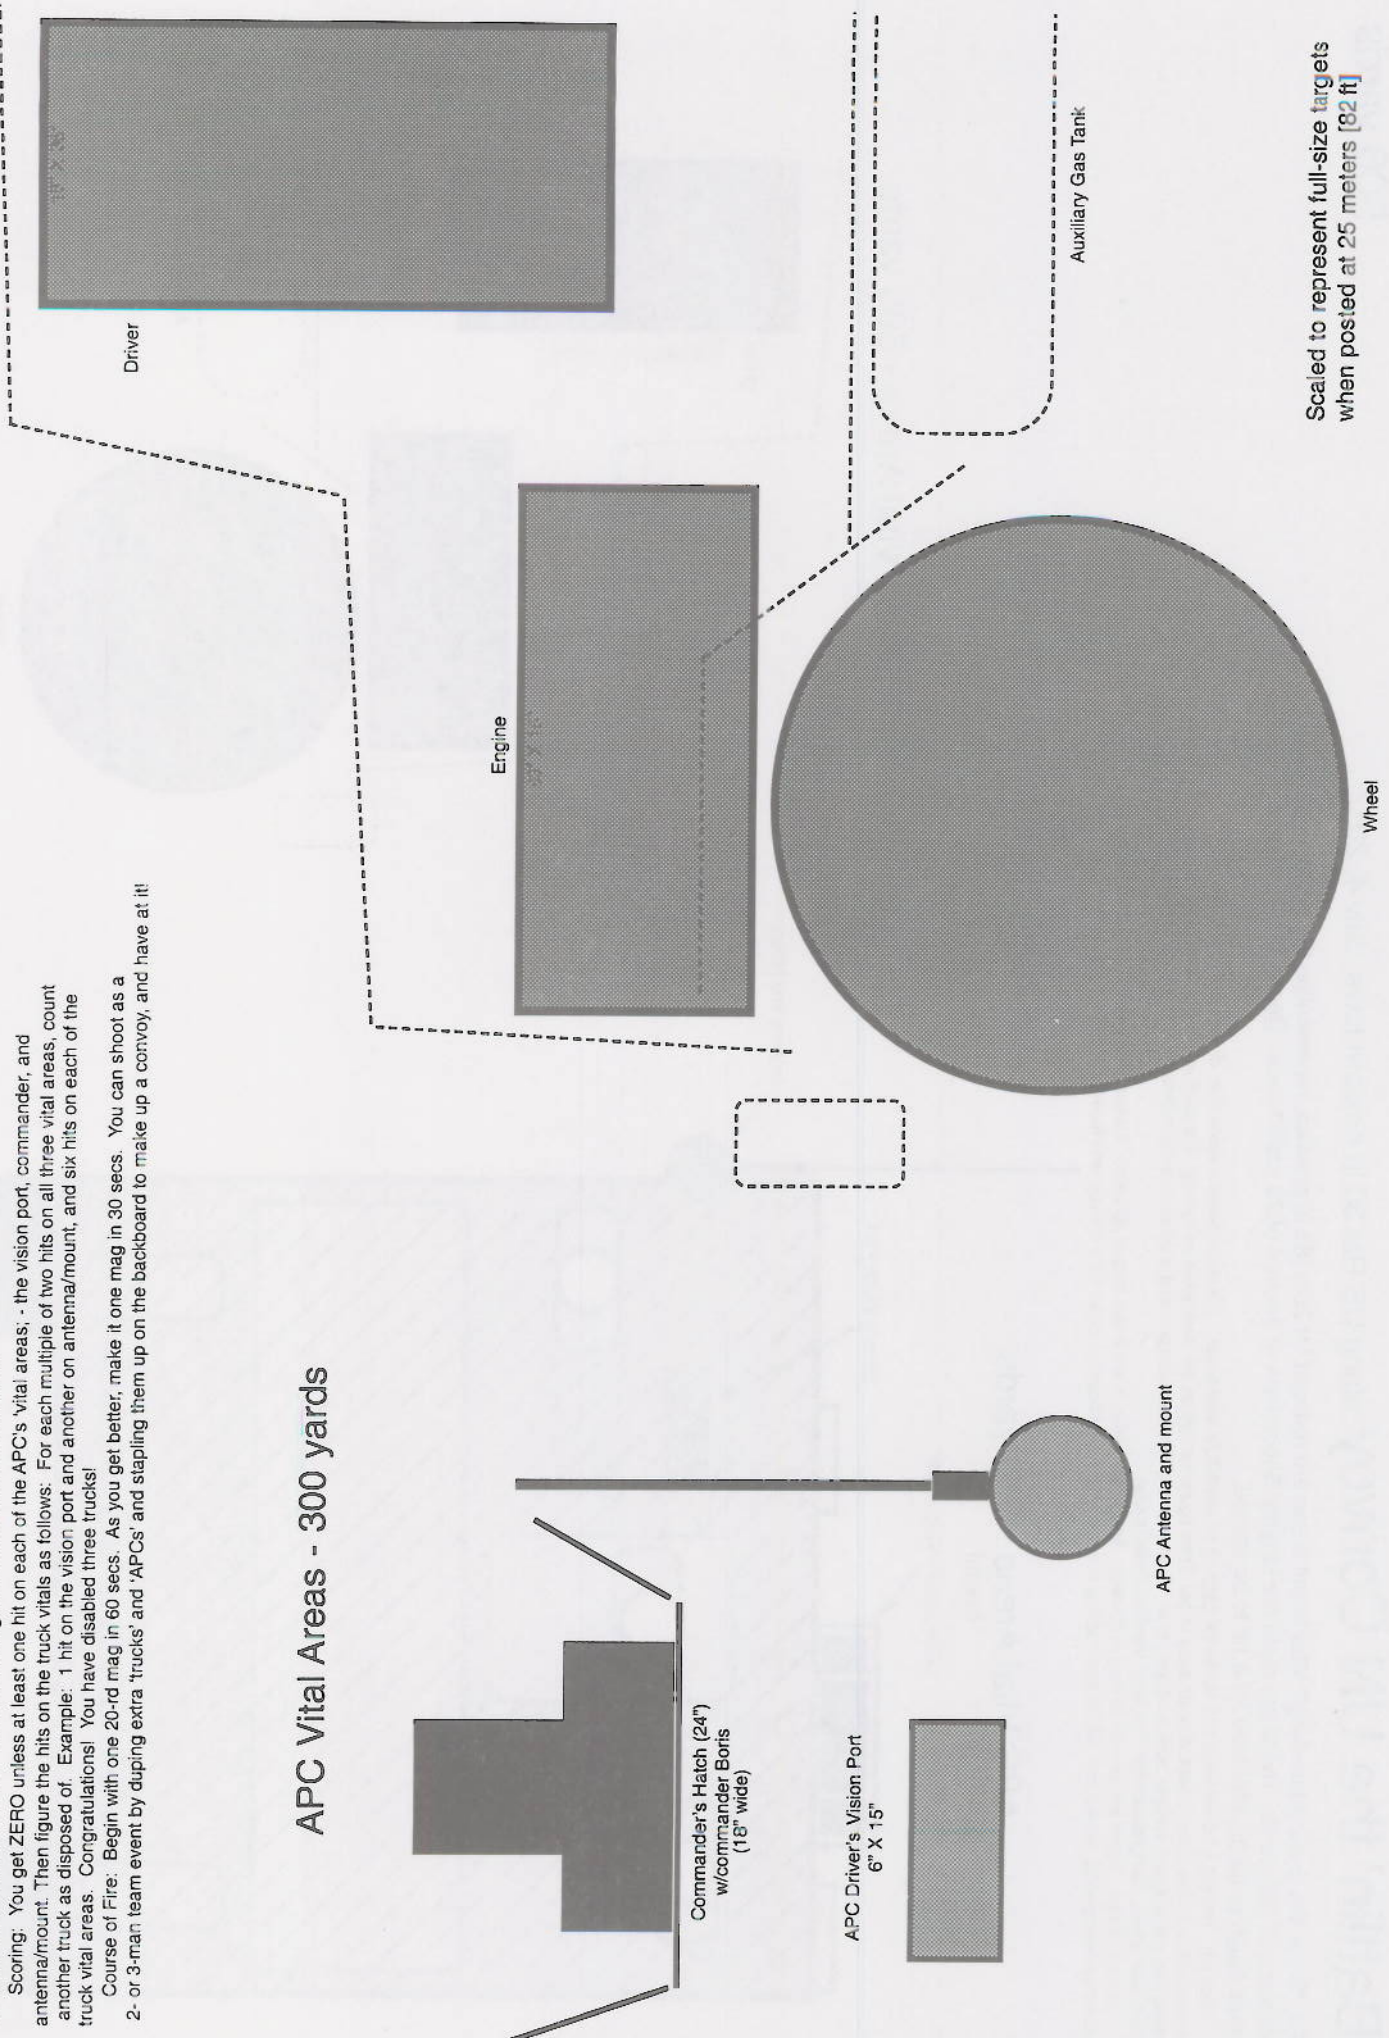 Scoring: You get ZERO unless at least one hit on each of the APC's 'vital areas; - the vision port, commander, and
antenna/mount. Then figure the hits on the truck vitals as follows: For each multiple of two hits on all three vital areas, count
another truck as disposed of. Example: 1 hit on the vision port and another on antenna/mount, and six hits on each of the
truck vital areas. Congratulations! You have disabled three trucks!
Course of Fire: Begin with one 20-rd mag in 60 secs. As you get better, make it one mag in 30 secs. You can shoot as a
2- or 3-man team event by duping extra 'trucks' and 'APCs' and stapling them up on the backboard to make up a convoy, and have at it!
Driver
Engine
APC Vital Areas - 300 yards
Commander's Hatch (24")
w/commander Boris
(18" wide)
APC Driver's Vision Port
6" X 15"
APC Antenna and mount
Auxiliary Gas Tank
Wheel
Scaled to represent full-size targets
when posted at 25 meters [82 ft]